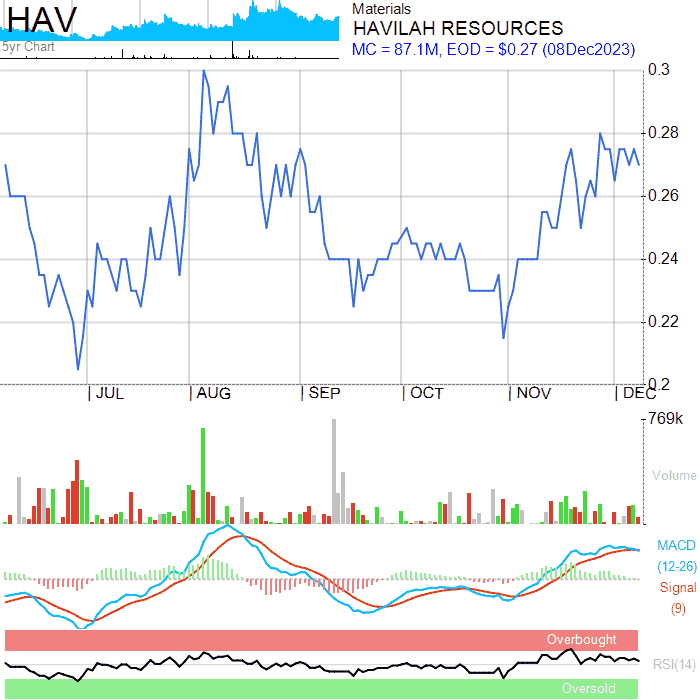 HAV
5yr Chart
Materials
HAVILAH RESOURCES
MC = 87.1M, EOD = $0.27 (08Dec2023)
0.3
0.28
0.26
0.24
0.22
0.2
JUL AUG SEP OCT NOV DEC
769k
Volume
MACD
(12-26)
Signal
(9)
Overbought
RSI(14)
Oversold